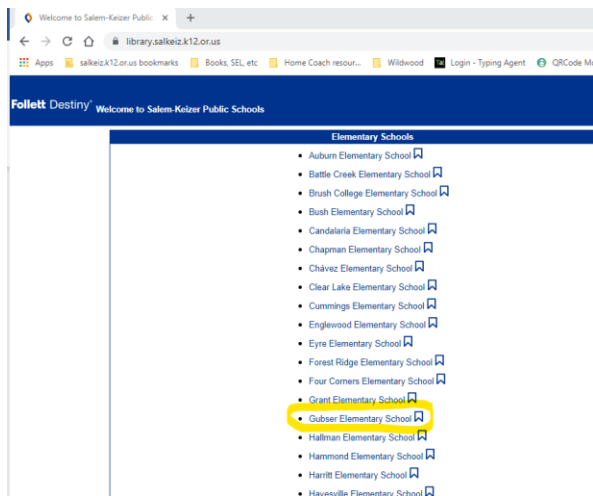 Welcome to Salem-Keizer Public
library.salkeiz.k12.or.us
Apps salkeiz.k12.or.us bookmarks Books, SEL, etc Home Coach resour... Wildwood Login - Typing Agent QRCode Mo
Follett Destiny® Welcome to Salem-Keizer Public Schools
Elementary Schools
• Auburn Elementary School
• Battle Creek Elementary School
• Brush College Elementary School
• Bush Elementary School
• Candalaria Elementary School
• Chapman Elementary School
• Chávez Elementary School
• Clear Lake Elementary School
• Cummings Elementary School
• Englewood Elementary School
• Eyre Elementary School
• Forest Ridge Elementary School
• Four Corners Elementary School
• Grant Elementary School
• Gubser Elementary School
• Hallman Elementary School
• Hammond Elementary School
• Harritt Elementary School
• Hayesville Elementary School